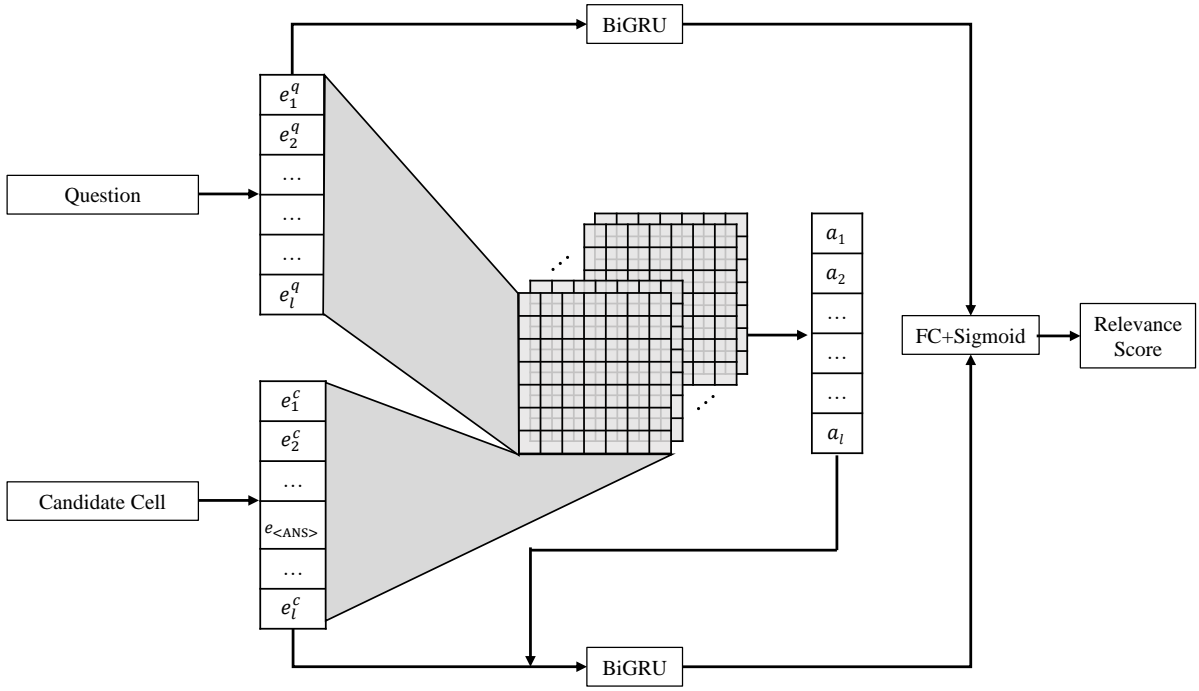 BiGRU
e_1^q
e_2^q
...
...
...
e_l^q
Question
e_1^c
e_2^c
...
e_{<ANS>}
...
e_l^c
Candidate Cell
...
...
a_1
a_2
...
...
...
a_l
FC+Sigmoid
Relevance
Score
BiGRU